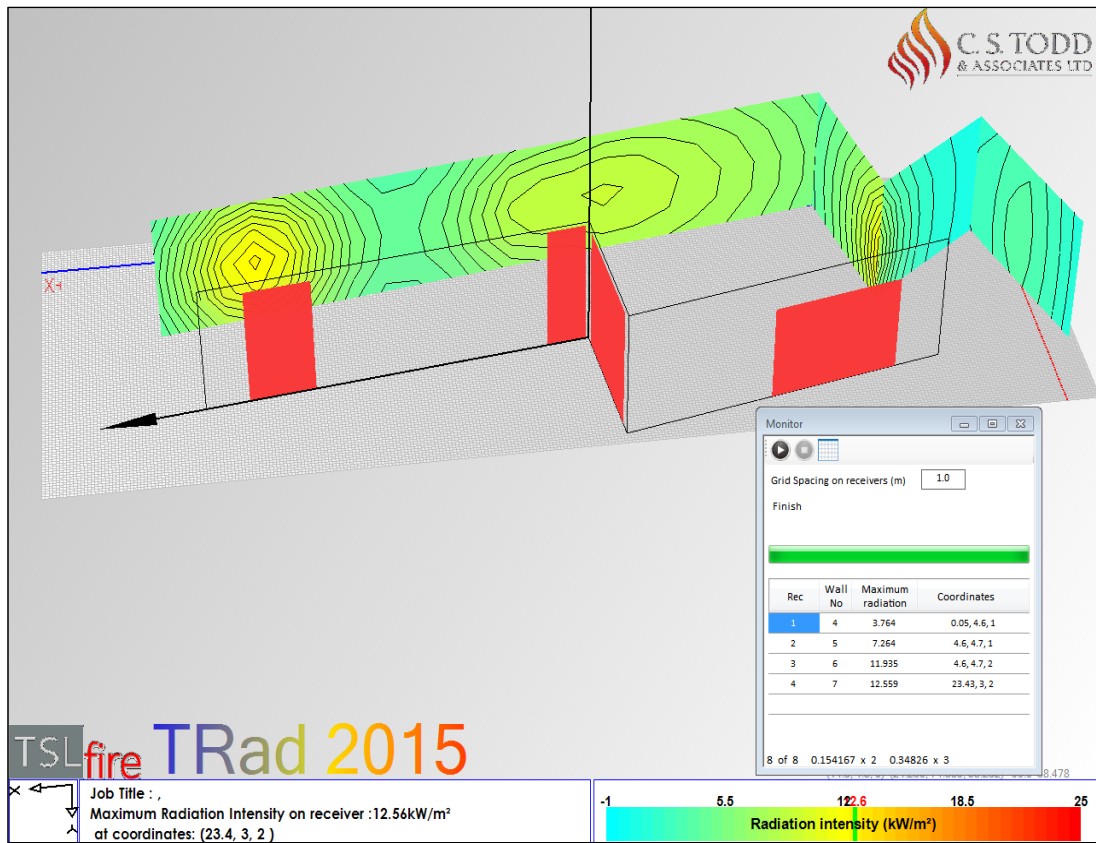 C.S. TODD
& ASSOCIATES LTD
X
Monitor
Grid Spacing on receivers (m) 1.0
Finish
Rec Wall No Maximum radiation Coordinates
1 4 3.764 0.05, 4.6, 1
2 5 7.264 4.6, 4.7, 1
3 6 11.935 4.6, 4.7, 2
4 7 12.559 23.43, 3, 2
8 of 8 0.154167 x 2 0.34826 x 3
8.478
TSL fire TRad 2015
X
Y
Job Title : ,
Maximum Radiation Intensity on receiver :12.56kW/m²
at coordinates: (23.4, 3, 2 )
-1 5.5 12.6 18.5 25
Radiation intensity (kW/m²)